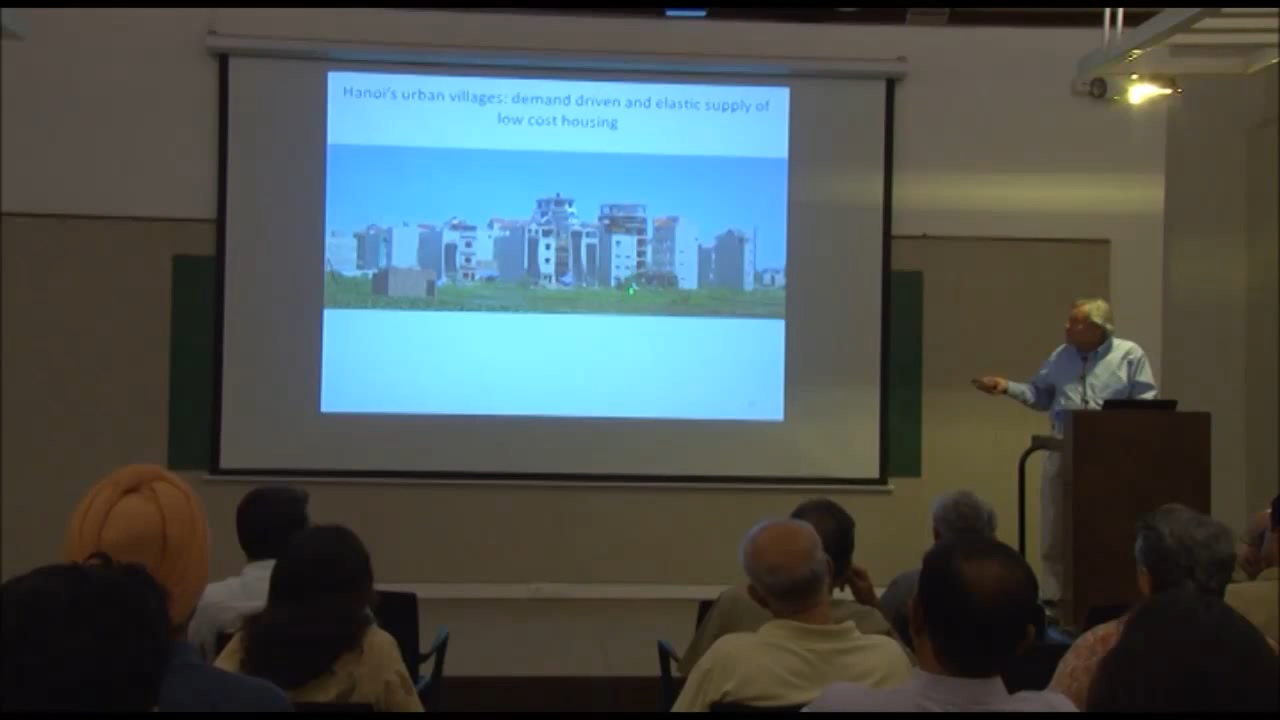 Hanoi's urban villages: demand driven and elastic supply of
low cost housing